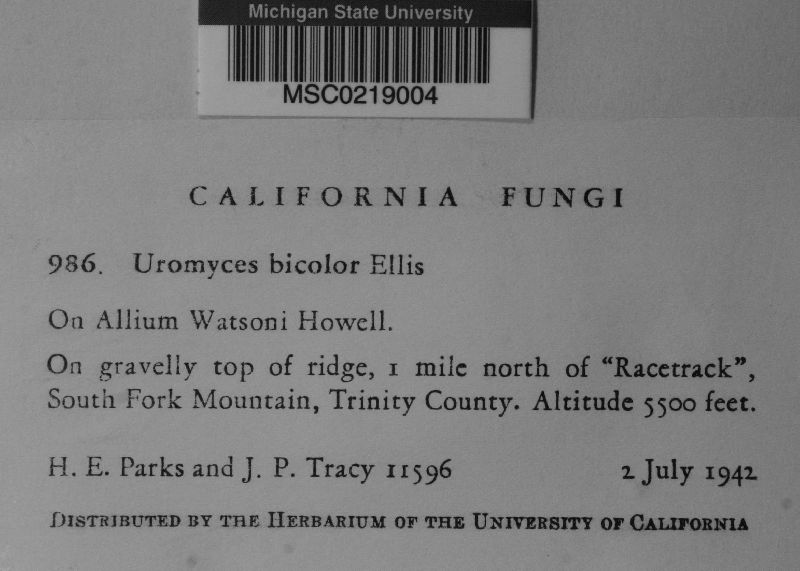 Michigan State University
MSC0219004
CALIFORNIA FUNGI
986. Uromyces bicolor Ellis
On Allium Watsoni Howell.
On gravelly top of ridge, 1 mile north of “Racetrack”,
South Fork Mountain, Trinity County. Altitude 5500 feet.
H. E. Parks and J. P. Tracy 11596 2 July 1942
DISTRIBUTED BY THE HERBARIUM OF THE UNIVERSITY OF CALIFORNIA